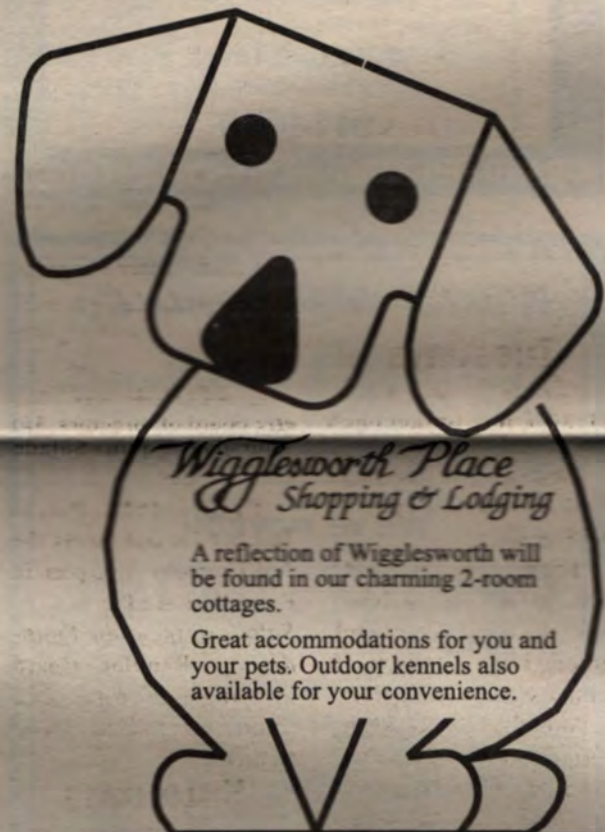 Wigglesworth Place
Shopping & Lodging
A reflection of Wigglesworth will
be found in our charming 2-room
cottages.
Great accommodations for you and
your pets. Outdoor kennels also
available for your convenience.